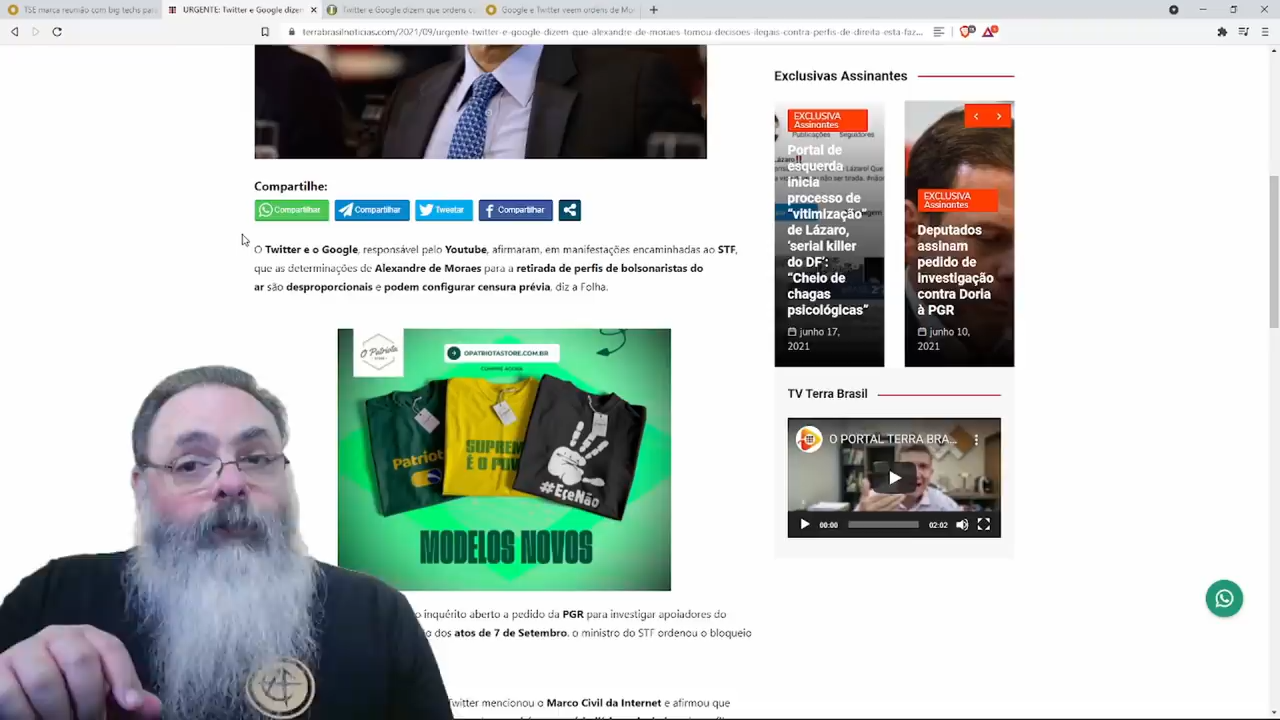 TSE marca reunião com big techs para
URGENTE: Twitter e Google dizem
Twitter e Google dizem que ordens
Google e Twitter veem ordens de Mo
terrabrasilnoticias.com/2021/09/urgente-twitter-e-google-dizem-que-alexandre-de-moraes-tomou-decisoes-ilegais-contra-perfis-de-direita-esta-faz...
Exclusivas Assinantes
EXCLUSIVA
Assinantes
Publicações Seguidores
Portal de
esquerda
inicia
processo de
“vitimização”
de Lázaro,
‘serial killer
do DF’:
“Cheio de
chagas
psicológicas”
junho 17,
2021
EXCLUSIVA
Assinantes
Deputados
assinam
pedido de
investigação
contra Doria
à PGR
junho 10,
2021
Compartilhe:
Compartilhar
Compartilhar
Tweetar
Compartilhar
O Twitter e o Google, responsável pelo Youtube, afirmaram, em manifestações encaminhadas ao STF,
que as determinações de Alexandre de Moraes para a retirada de perfis de bolsonaristas do
ar são desproporcionais e podem configurar censura prévia, diz a Folha.
O Patriota
OPATRIOTASTORE.COM.BR
COMPRE AGORA
Patriot
SUPREM
É O POV
#EleNão
MODELOS NOVOS
TV Terra Brasil
O PORTAL TERRA BRA...
00:00
02:02
o inquérito aberto a pedido da PGR para investigar apoiadores do
dos atos de 7 de Setembro, o ministro do STF ordenou o bloqueio
Twitter mencionou o Marco Civil da Internet e afirmou que